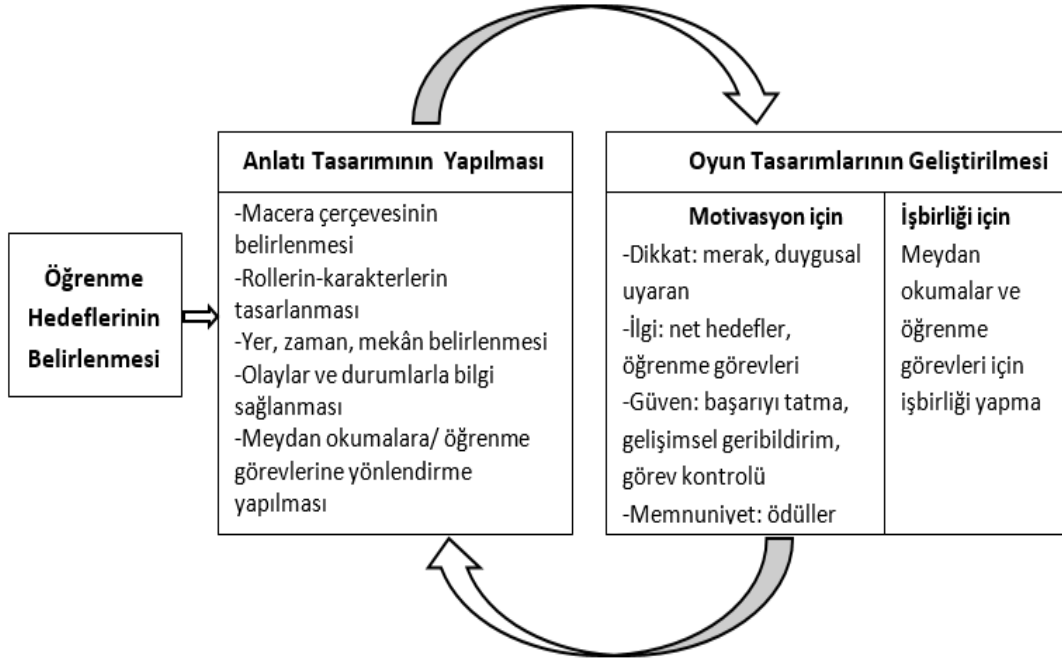 Öğrenme
Hedeflerinin
Belirlenmesi
Anlatı Tasarımının Yapılması
-Macera çerçevesinin
belirlenmesi
-Rollerin-karakterlerin
tasarlanması
-Yer, zaman, mekân belirlenmesi
-Olaylar ve durumlarla bilgi
sağlanması
-Meydan okumalara/ öğrenme
görevlerine yönlendirme
yapılması
Oyun Tasarımlarının Geliştirilmesi
Motivasyon için
-Dikkat: merak, duygusal
uyaran
-İlgi: net hedefler,
öğrenme görevleri
-Güven: başarıyı tatma,
gelişimsel geribildirim,
görev kontrolü
-Memnuniyet: ödüller
İşbirliği için
Meydan
okumalar ve
öğrenme
görevleri için
işbirliği yapma